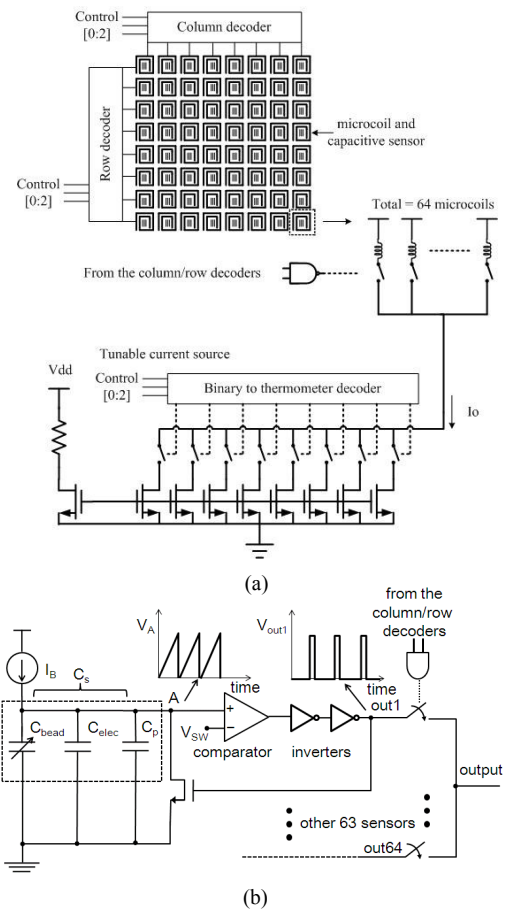 Control
[0:2]
Column decoder
Row decoder
microcoil and
capacitive sensor
Control
[0:2]
Total = 64 microcoils
From the column/row decoders
Tunable current source
Vdd
Control
[0:2]
Binary to thermometer decoder
Io
(a)
from the
column/row
decoders
VA
Vout1
IB
Cs
A
time
time
out1
Cbead
Celec
Cp
+
−
VSW
comparator
inverters
output
other 63 sensors
out64
(b)